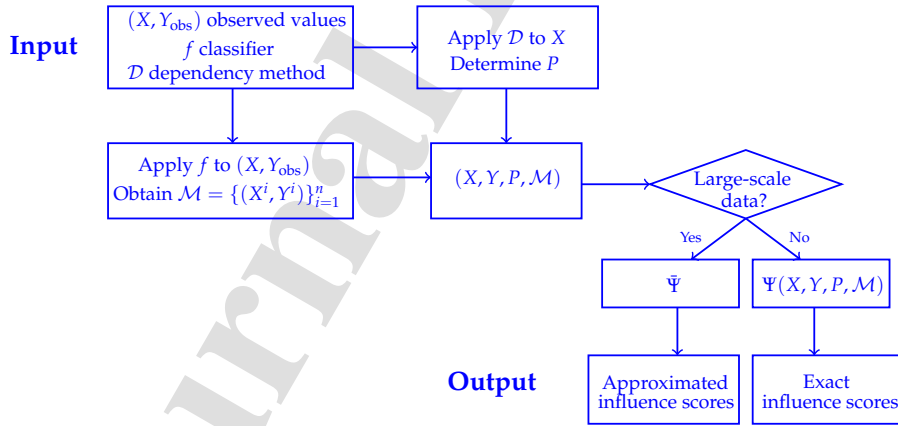 Input
(X, Y_obs) observed values
f classifier
𝒟 dependency method
Apply 𝒟 to X
Determine P
Apply f to (X, Y_obs)
Obtain ℳ = {(X^i, Y^i)}_{i=1}^n
(X, Y, P, ℳ)
Large-scale
data?
Yes
No
Ψ̄
Ψ(X, Y, P, ℳ)
Output
Approximated
influence scores
Exact
influence scores